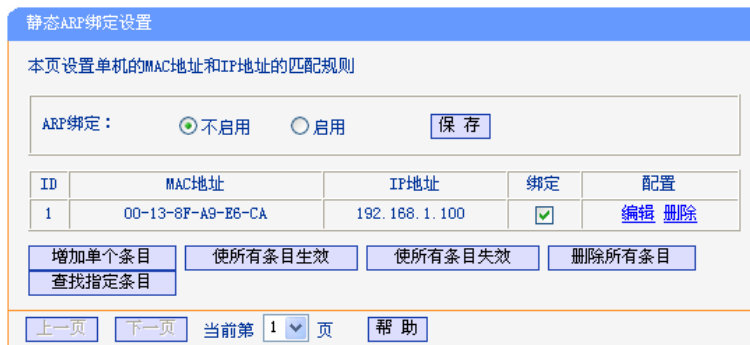 静态ARP绑定设置
本页设置单机的MAC地址和IP地址的匹配规则
ARP绑定： 不启用 启用 保 存
ID MAC地址 IP地址 绑定 配置
1 00-13-8F-A9-E6-CA 192.168.1.100 编辑 删除
增加单个条目 使所有条目生效 使所有条目失效 删除所有条目
查找指定条目
上一页 下一页 当前第 1 页 帮 助